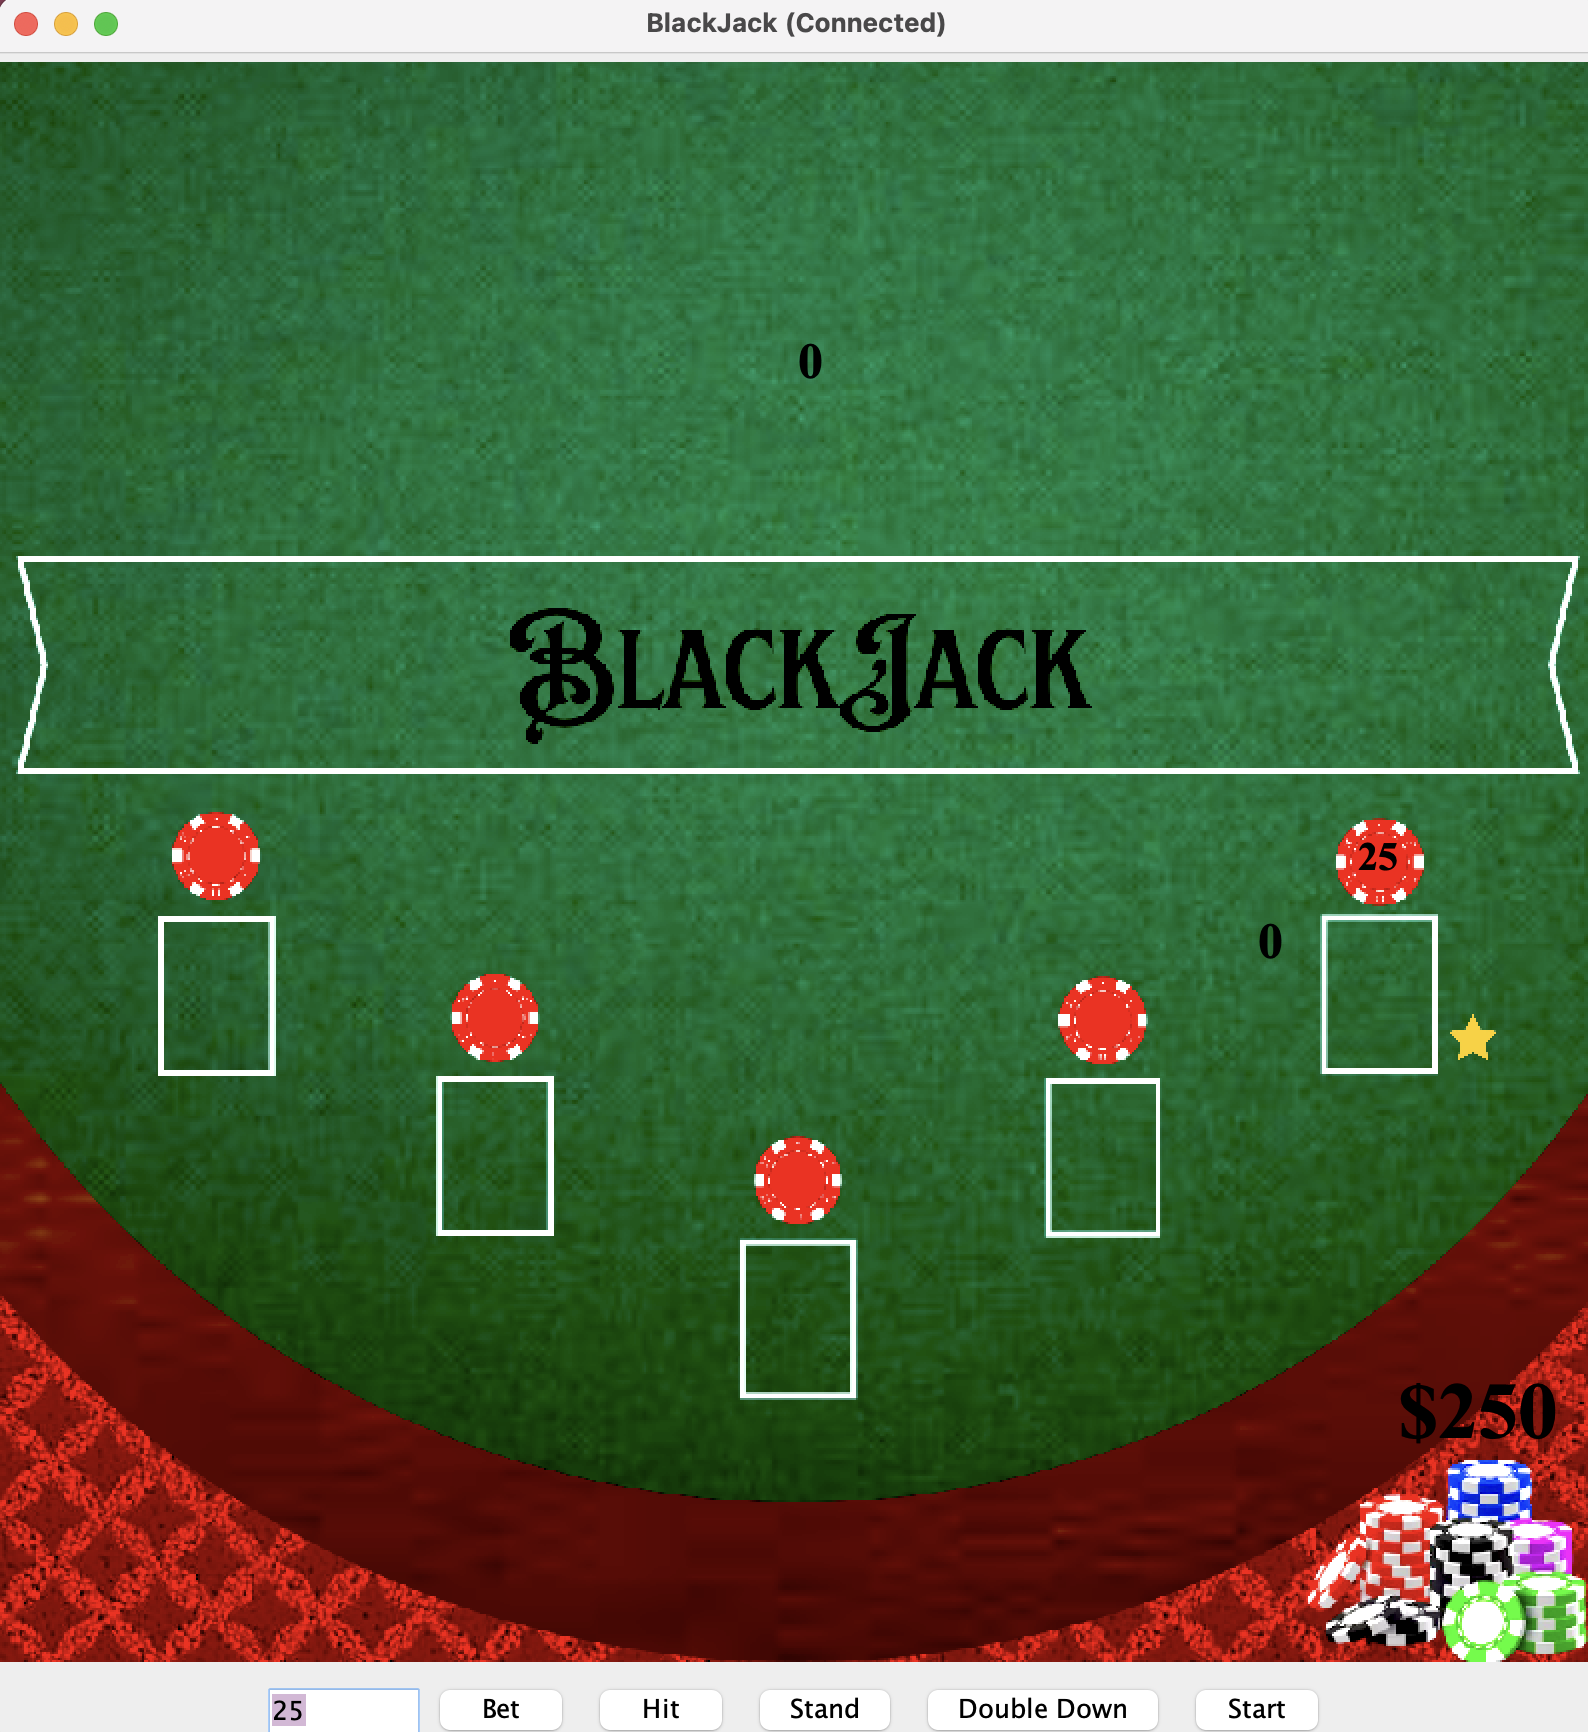 BlackJack (Connected)
0
BLACKJACK
25
0
$250
25
Bet
Hit
Stand
Double Down
Start